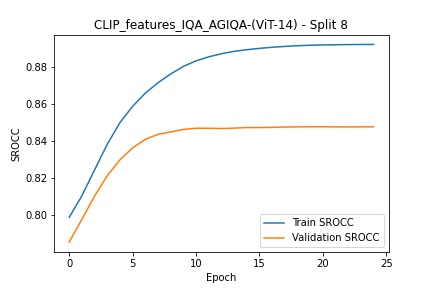 CLIP_features_IQA_AGIQA-(ViT-14) - Split 8
SROCC
0.88
0.86
0.84
0.82
0.80
Train SROCC
Validation SROCC
0 5 10 15 20 25
Epoch